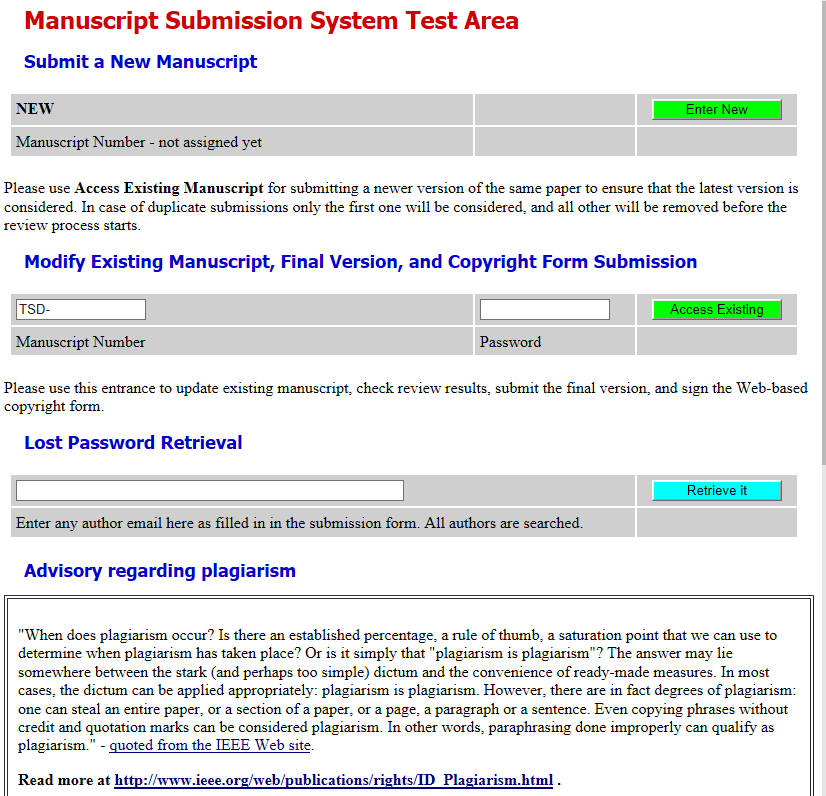 Manuscript Submission System Test Area
Submit a New Manuscript
NEW
Enter New
Manuscript Number - not assigned yet
Please use Access Existing Manuscript for submitting a newer version of the same paper to ensure that the latest version is
considered. In case of duplicate submissions only the first one will be considered, and all other will be removed before the
review process starts.
Modify Existing Manuscript, Final Version, and Copyright Form Submission
TSD-
Access Existing
Manuscript Number
Password
Please use this entrance to update existing manuscript, check review results, submit the final version, and sign the Web-based
copyright form.
Lost Password Retrieval
Retrieve it
Enter any author email here as filled in in the submission form. All authors are searched.
Advisory regarding plagiarism
"When does plagiarism occur? Is there an established percentage, a rule of thumb, a saturation point that we can use to
determine when plagiarism has taken place? Or is it simply that "plagiarism is plagiarism"? The answer may lie
somewhere between the stark (and perhaps too simple) dictum and the convenience of ready-made measures. In most
cases, the dictum can be applied appropriately: plagiarism is plagiarism. However, there are in fact degrees of plagiarism:
one can steal an entire paper, or a section of a paper, or a page, a paragraph or a sentence. Even copying phrases without
credit and quotation marks can be considered plagiarism. In other words, paraphrasing done improperly can qualify as
plagiarism." - quoted from the IEEE Web site.
Read more at http://www.ieee.org/web/publications/rights/ID_Plagiarism.html .